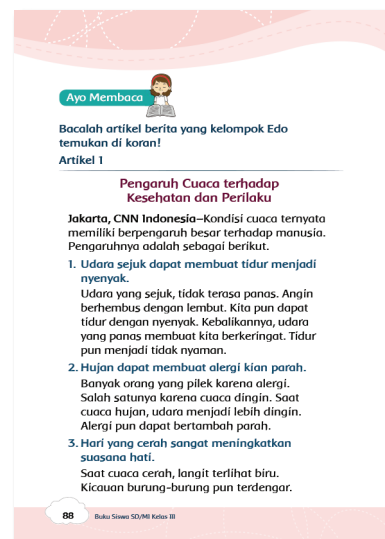 Ayo Membaca
Bacalah artikel berita yang kelompok Edo
temukan di koran!
Artikel 1
Pengaruh Cuaca terhadap
Kesehatan dan Perilaku
Jakarta, CNN Indonesia–Kondisi cuaca ternyata
memiliki berpengaruh besar terhadap manusia.
Pengaruhnya adalah sebagai berikut.
1. Udara sejuk dapat membuat tidur menjadi
nyenyak.
Udara yang sejuk, tidak terasa panas. Angin
berhembus dengan lembut. Kita pun dapat
tidur dengan nyenyak. Kebalikannya, udara
yang panas membuat kita berkeringat. Tidur
pun menjadi tidak nyaman.
2. Hujan dapat membuat alergi kian parah.
Banyak orang yang pilek karena alergi.
Salah satunya karena cuaca dingin. Saat
cuaca hujan, udara menjadi lebih dingin.
Alergi pun dapat bertambah parah.
3. Hari yang cerah sangat meningkatkan
suasana hati.
Saat cuaca cerah, langit terlihat biru.
Kicauan burung-burung pun terdengar.
88 Buku Siswa SD/MI Kelas III